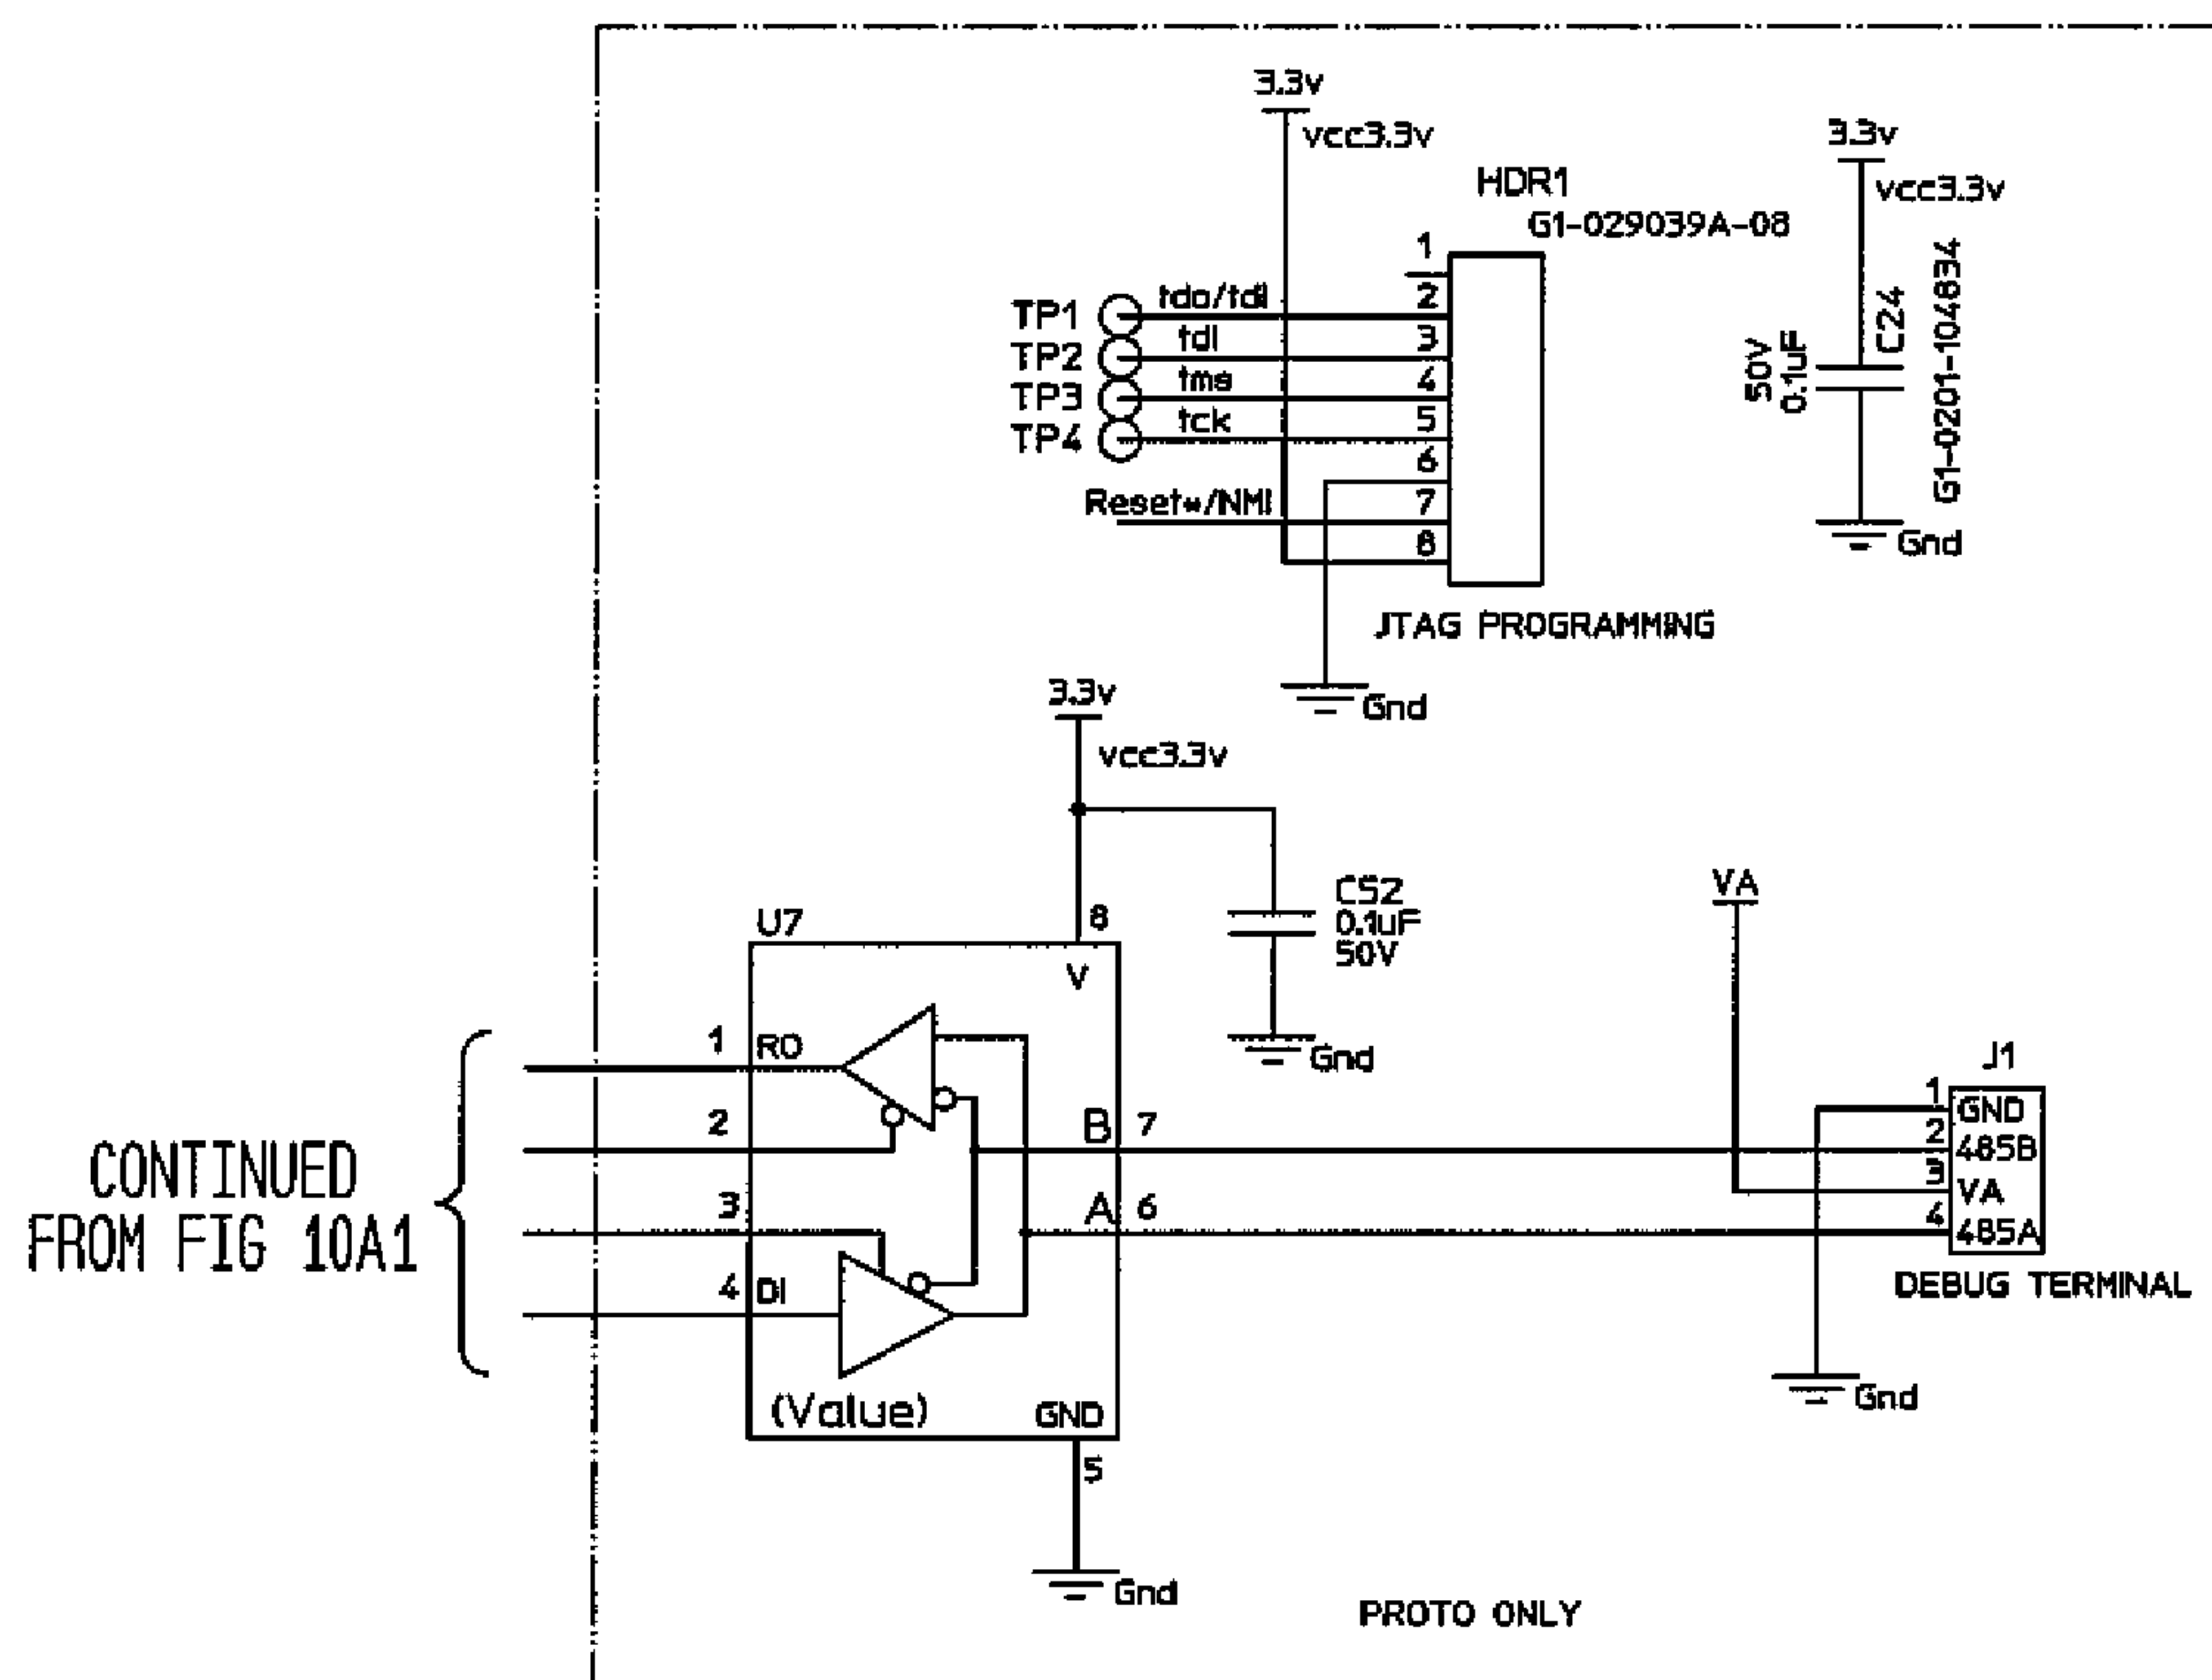 3.3v
vcc3.3v
HDR1
G1-029039A-08
1
TP1 tdo/tdi 2
TP2 tdi 3
TP3 tms 4
TP4 tck 5
6
Reset*/NMI 7
8
JTAG PROGRAMMING
Gnd
3.3v
vcc3.3v
50V
0.1uF
C24
G1-0201-104834
Gnd
3.3v
vcc3.3v
C52
0.1uF
50V
Gnd
U7
8
V
1 RO
2
3
4 DI
B 7
A 6
(Value)
GND
5
Gnd
CONTINUED
FROM FIG 10A1
VA
J1
1 GND
2 485B
3 VA
4 485A
DEBUG TERMINAL
Gnd
PROTO ONLY